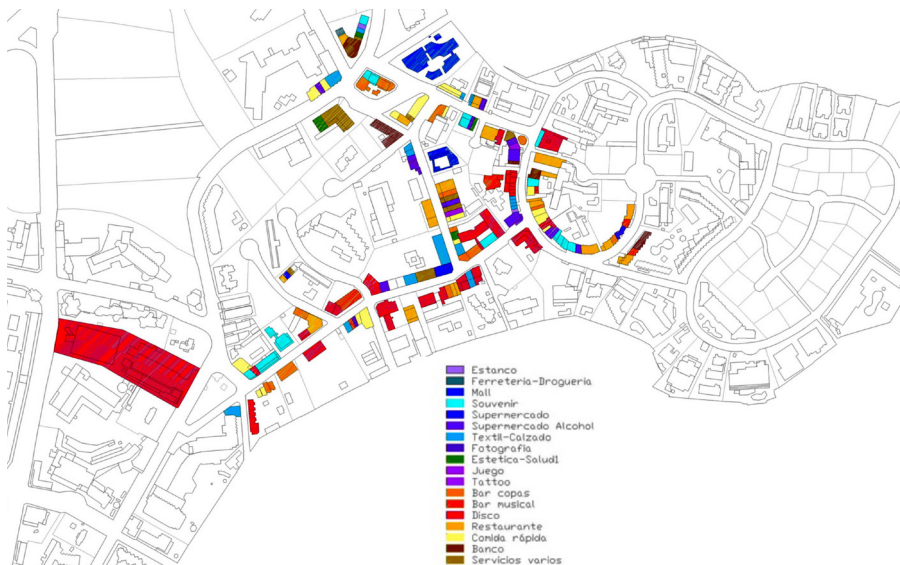 Estanco
Ferreteria-Drogueria
Mall
Souvenir
Supermercado
Supermercado Alcohol
Textil-Calzado
Fotografia
Estetica-Salud1
Juego
Tattoo
Bar copas
Bar musical
Disco
Restaurante
Comida rápida
Banco
Servicios varios